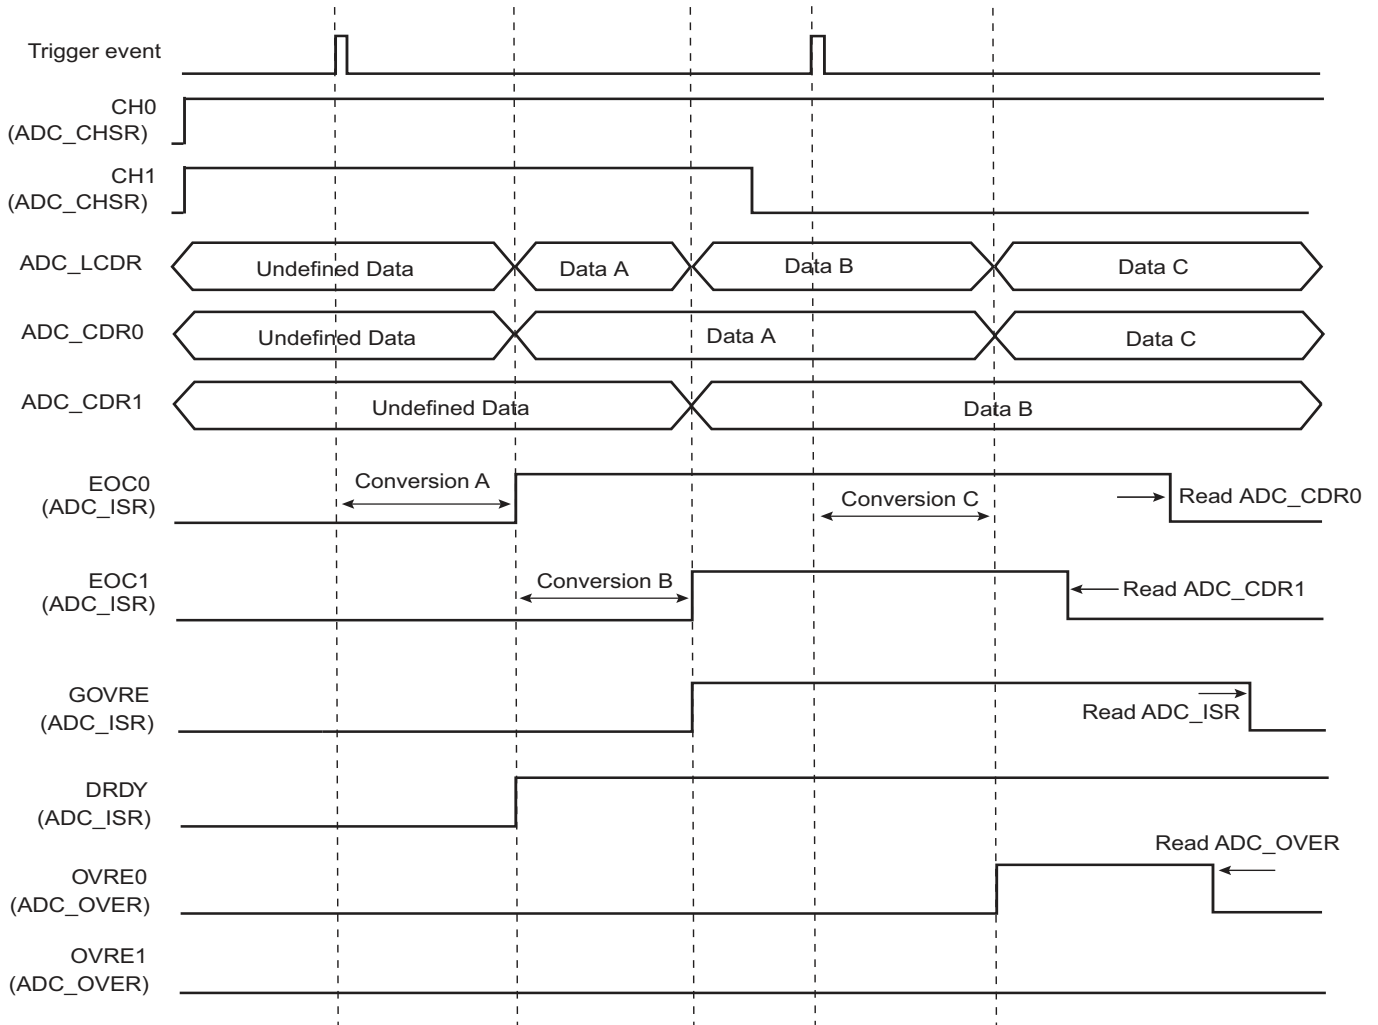 Trigger event
CH0
(ADC_CHSR)
CH1
(ADC_CHSR)
ADC_LCDR
Undefined Data
Data A
Data B
Data C
ADC_CDR0
Undefined Data
Data A
Data C
ADC_CDR1
Undefined Data
Data B
EOC0
(ADC_ISR)
Conversion A
Conversion C
Read ADC_CDR0
EOC1
(ADC_ISR)
Conversion B
Read ADC_CDR1
GOVRE
(ADC_ISR)
Read ADC_ISR
DRDY
(ADC_ISR)
Read ADC_OVER
OVRE0
(ADC_OVER)
OVRE1
(ADC_OVER)